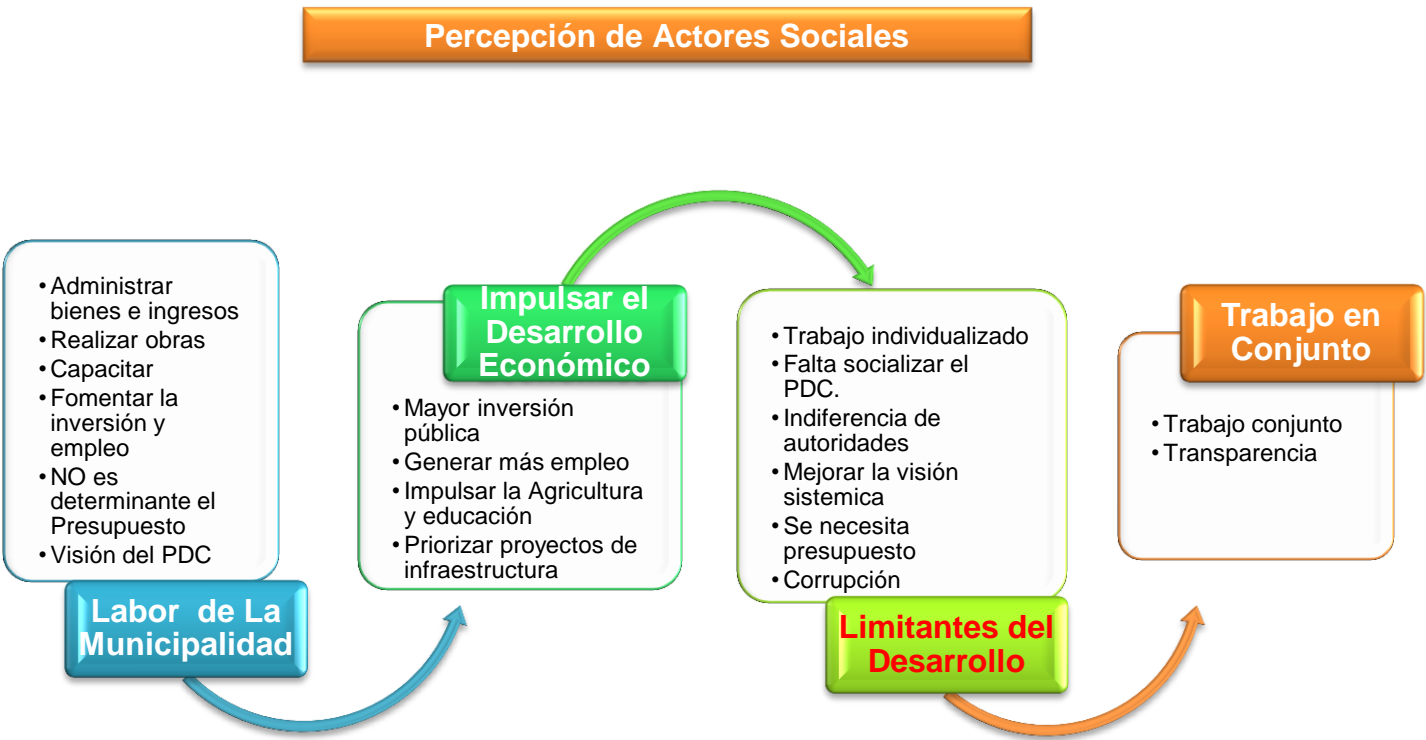 Percepción de Actores Sociales
•Administrar
bienes e ingresos
•Realizar obras
•Capacitar
•Fomentar la
inversión y
empleo
•NO es
determinante el
Presupuesto
•Visión del PDC
Labor de La
Municipalidad
Impulsar el
Desarrollo
Económico
•Mayor inversión
pública
•Generar más empleo
•Impulsar la Agricultura
y educación
•Priorizar proyectos de
infraestructura
•Trabajo individualizado
•Falta socializar el
PDC.
•Indiferencia de
autoridades
•Mejorar la visión
sistemica
•Se necesita
presupuesto
•Corrupción
Limitantes del
Desarrollo
Trabajo en
Conjunto
•Trabajo conjunto
•Transparencia